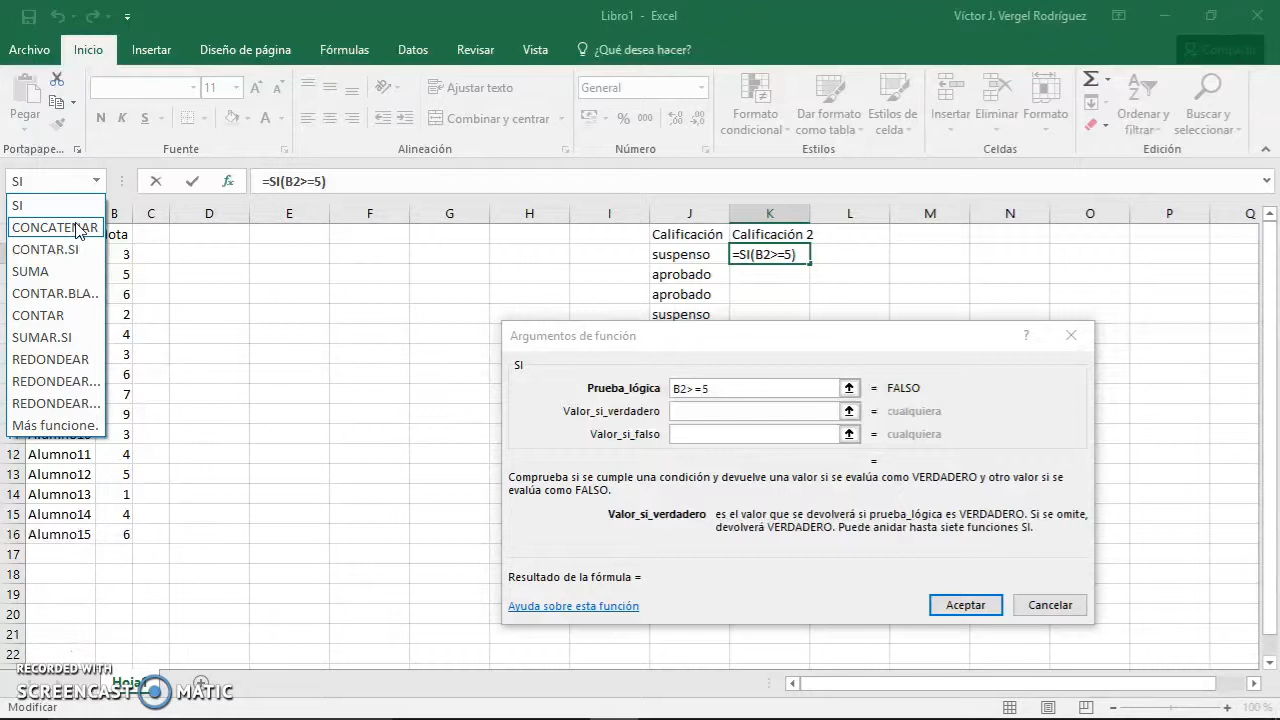 Libro1 - Excel
Víctor J. Vergel Rodríguez
Archivo Inicio Insertar Diseño de página Fórmulas Datos Revisar Vista ¿Qué desea hacer? Compartir
Pegar
N K S
11 A A
A
Ajustar texto
Combinar y centrar
General
% 000
Formato condicional
Dar formato como tabla
Estilos de celda
Insertar
Eliminar
Formato
Ordenar y filtrar
Buscar y seleccionar
Portapape... Fuente Alineación Número Estilos Celdas Edición
SI
fx =SI(B2>=5)
SI
CONCATENAR
CONTAR.SI
SUMA
CONTAR.BLA..
CONTAR
SUMAR.SI
REDONDEAR
REDONDEAR...
REDONDEAR...
Más funcione.
B C D E F G H I J K L M N O P Q
lota Calificación Calificación 2
3 suspenso =SI(B2>=5)
5 aprobado
6 aprobado
2 suspenso
4
3
6
7
9
3
12 Alumno11 4
13 Alumno12 5
14 Alumno13 1
15 Alumno14 4
16 Alumno15 6
17
18
19
20
21
22
Argumentos de función ?
SI
Prueba_lógica B2>=5 = FALSO
Valor_si_verdadero = cualquiera
Valor_si_falso = cualquiera
=
Comprueba si se cumple una condición y devuelve una valor si se evalúa como VERDADERO y otro valor si se
evalúa como FALSO.
Valor_si_verdadero es el valor que se devolverá si prueba_lógica es VERDADERO. Si se omite,
devolverá VERDADERO. Puede anidar hasta siete funciones SI.
Resultado de la fórmula =
Ayuda sobre esta función
Aceptar Cancelar
RECORDED WITH
SCREENCAST MATIC
Modificar
100 %